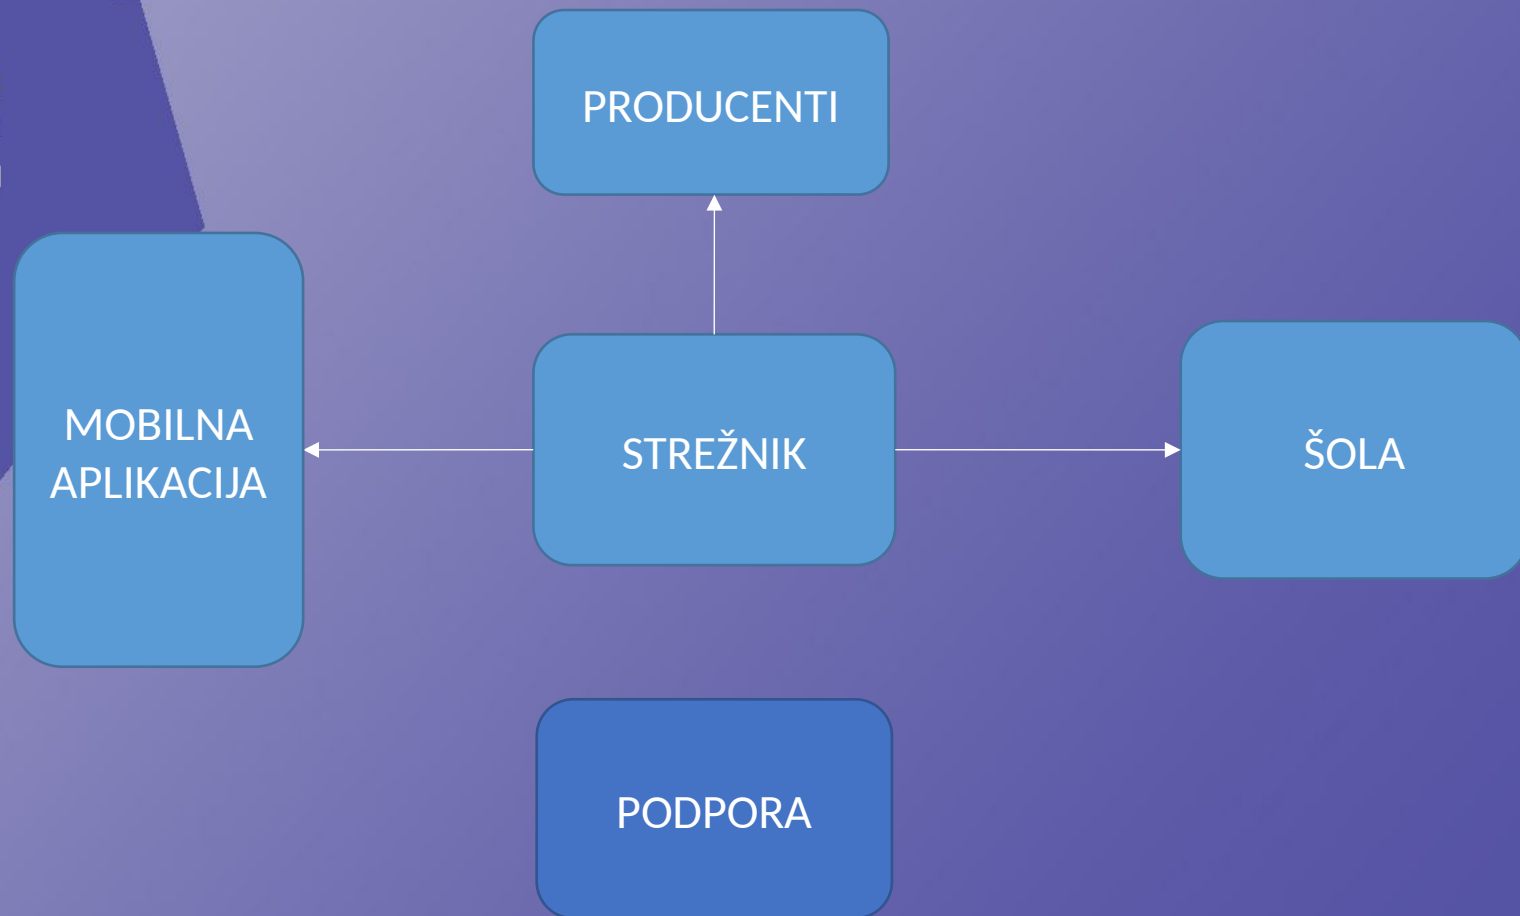 PRODUCENTI
MOBILNA
APLIKACIJA
STREŽNIK
ŠOLA
PODPORA